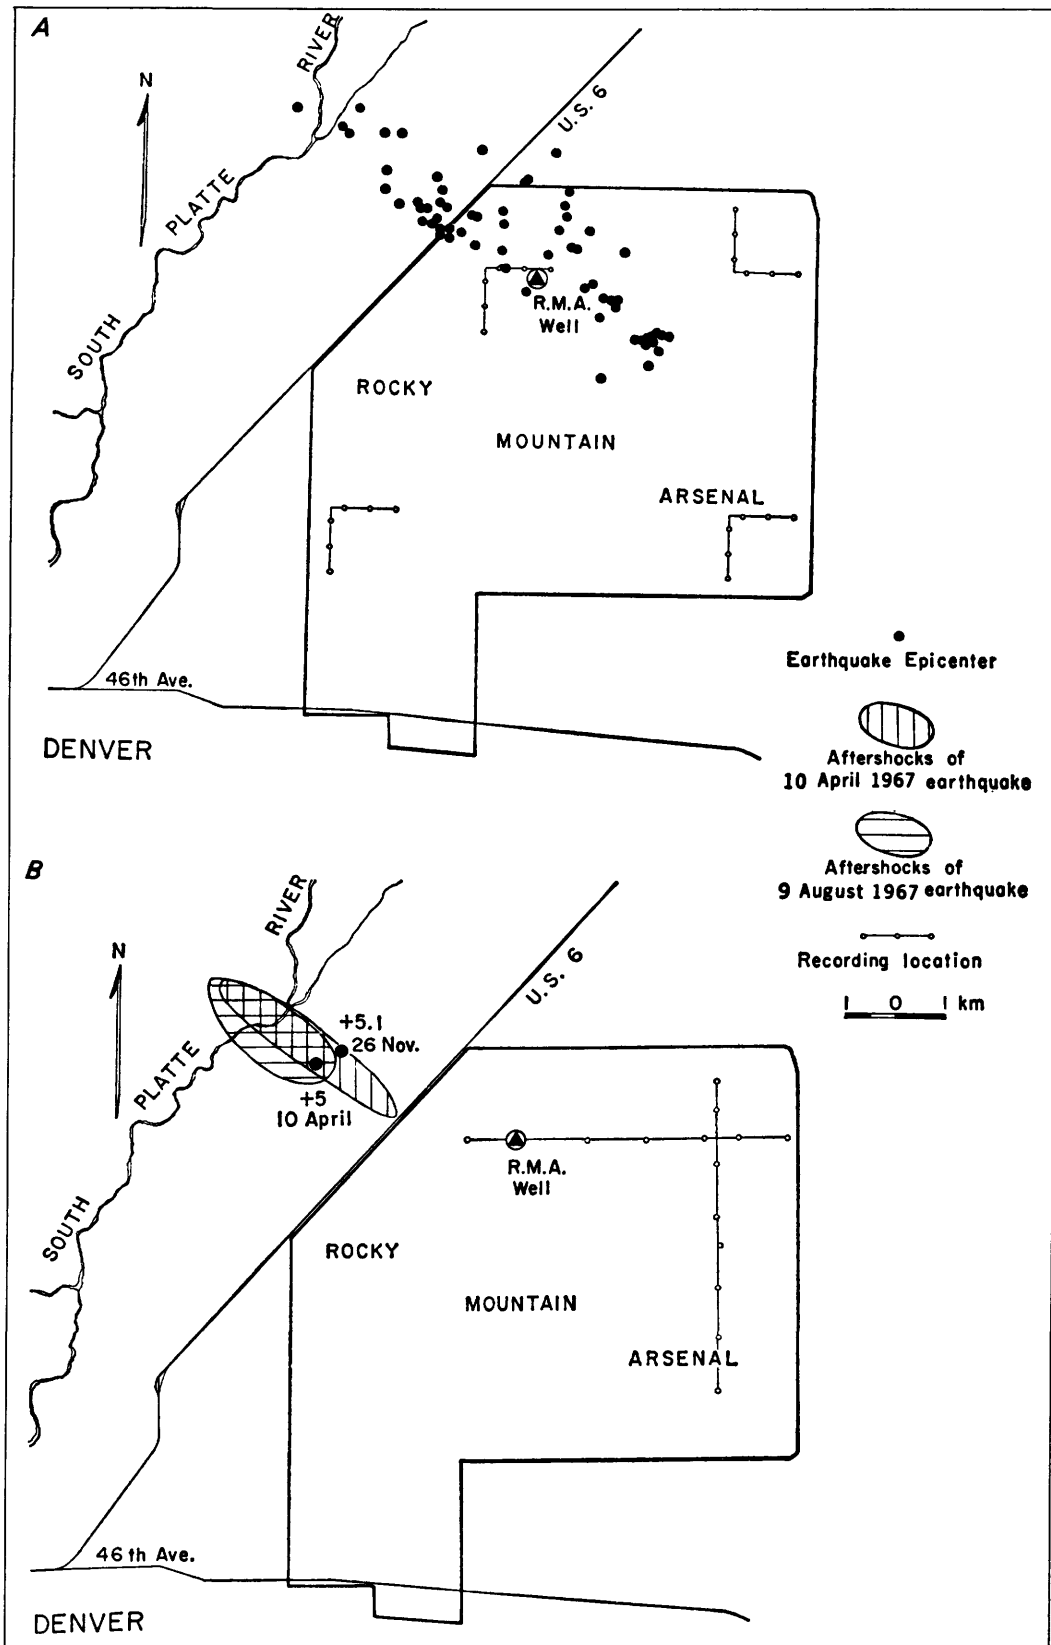 A
N
RIVER
U.S. 6
PLATTE
SOUTH
R.M.A.
Well
ROCKY
MOUNTAIN
ARSENAL
46th Ave.
DENVER
Earthquake Epicenter
Aftershocks of
10 April 1967 earthquake
Aftershocks of
9 August 1967 earthquake
Recording location
1 0 1 km
B
N
RIVER
U.S. 6
+5.1
26 Nov.
PLATTE
+5
10 April
SOUTH
R.M.A.
Well
ROCKY
MOUNTAIN
ARSENAL
46th Ave.
DENVER